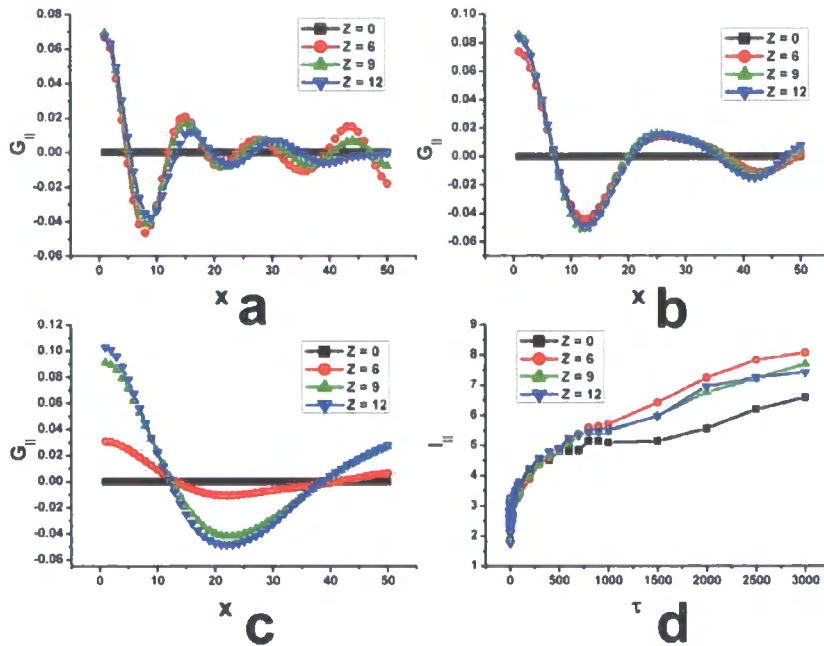 0.08
0.06
0.04
0.02
0.00
-0.02
-0.04
-0.06
G||
0 10 20 30 40 50
x
a
Z = 0
Z = 6
Z = 9
Z = 12
0.10
0.08
0.06
0.04
0.02
0.00
-0.02
-0.04
-0.06
G||
0 10 20 30 40 50
x
b
Z = 0
Z = 6
Z = 9
Z = 12
0.12
0.10
0.08
0.06
0.04
0.02
0.00
-0.02
-0.04
-0.06
G||
0 10 20 30 40 50
x
c
Z = 0
Z = 6
Z = 9
Z = 12
9
8
7
6
5
4
3
2
1
I||
0 500 1000 1500 2000 2500 3000
τ
d
Z = 0
Z = 6
Z = 9
Z = 12